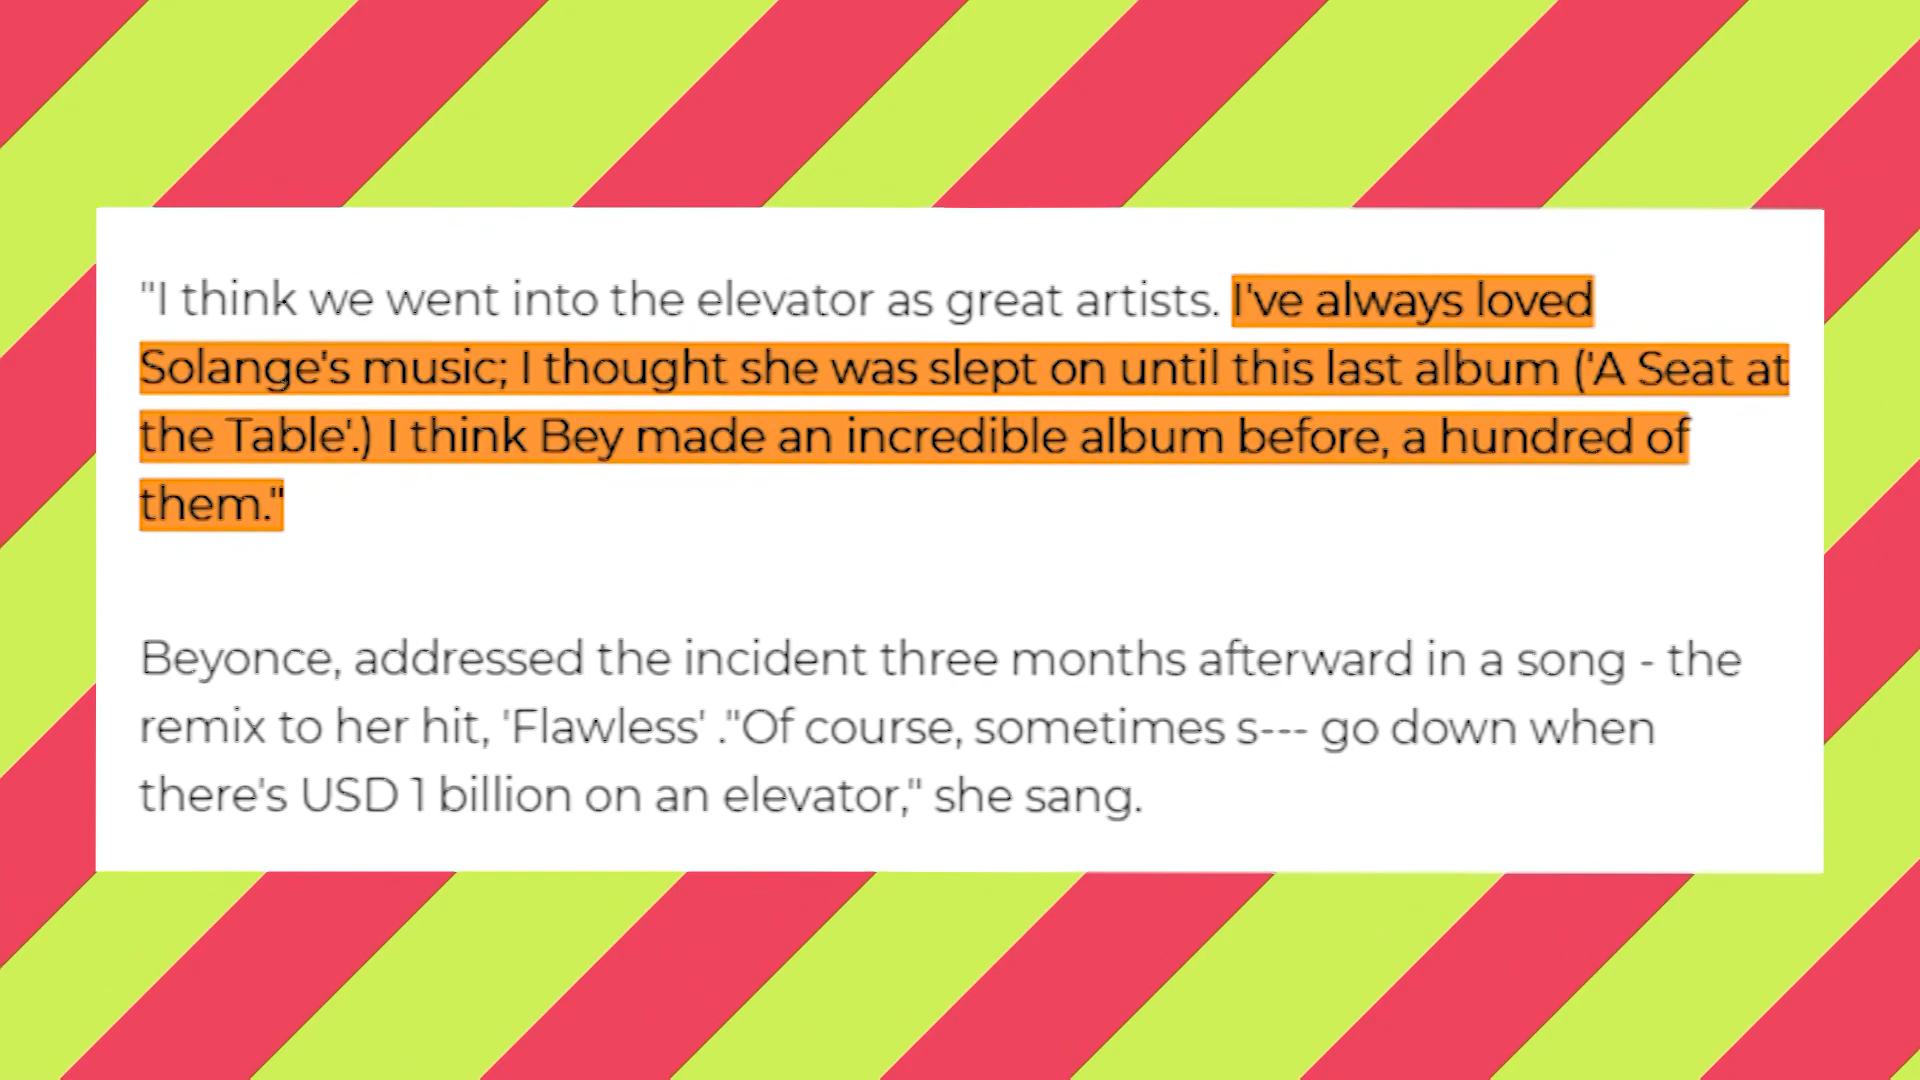 "I think we went into the elevator as great artists. I've always loved
Solange's music; I thought she was slept on until this last album ('A Seat at
the Table'.) I think Bey made an incredible album before, a hundred of
them."
Beyonce, addressed the incident three months afterward in a song - the
remix to her hit, 'Flawless' ."Of course, sometimes s--- go down when
there's USD 1 billion on an elevator," she sang.